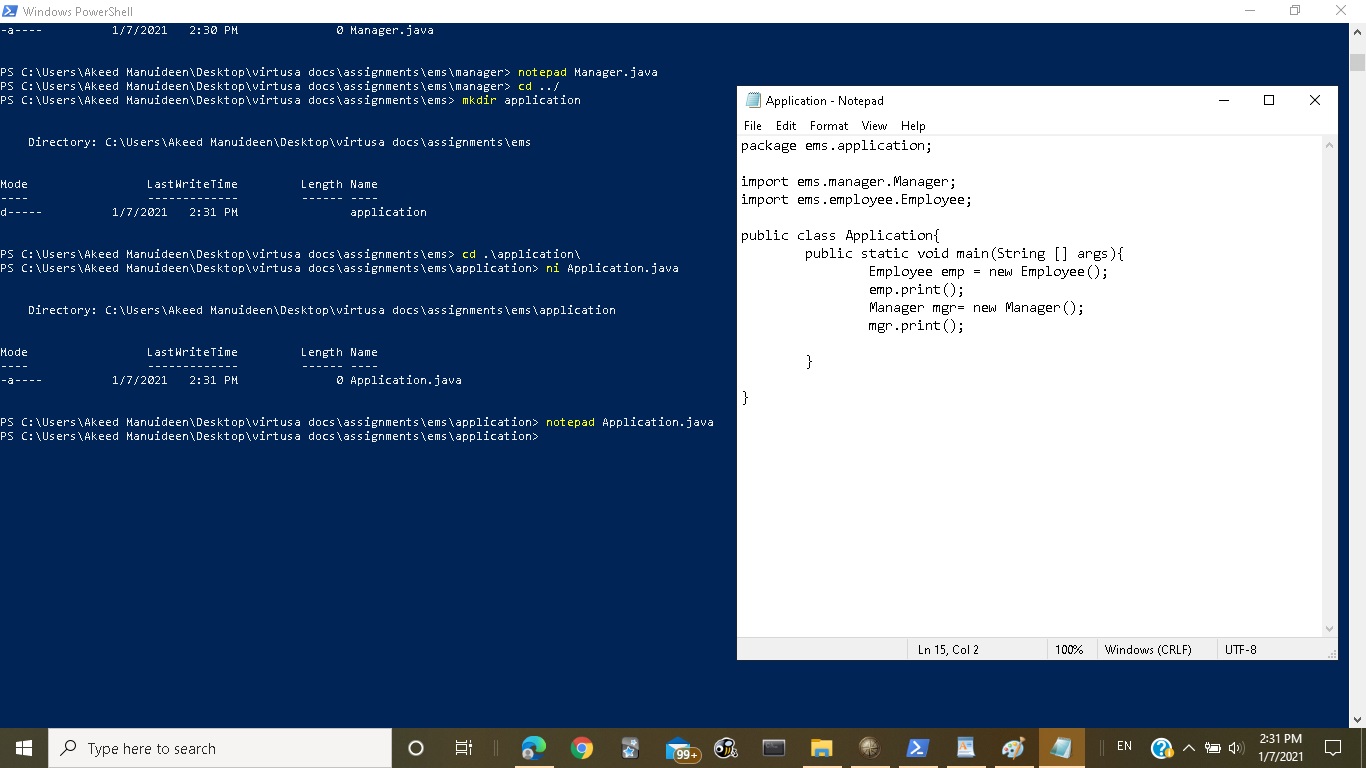 Windows PowerShell
-a---- 1/7/2021 2:30 PM 0 Manager.java
PS C:\Users\Akeed Manuideen\Desktop\virtusa docs\assignments\ems\manager> notepad Manager.java
PS C:\Users\Akeed Manuideen\Desktop\virtusa docs\assignments\ems\manager> cd ../
PS C:\Users\Akeed Manuideen\Desktop\virtusa docs\assignments\ems> mkdir application
Directory: C:\Users\Akeed Manuideen\Desktop\virtusa docs\assignments\ems
Mode LastWriteTime Length Name
---- ------------- ------ ----
d----- 1/7/2021 2:31 PM application
PS C:\Users\Akeed Manuideen\Desktop\virtusa docs\assignments\ems> cd .\application\
PS C:\Users\Akeed Manuideen\Desktop\virtusa docs\assignments\ems\application> ni Application.java
Directory: C:\Users\Akeed Manuideen\Desktop\virtusa docs\assignments\ems\application
Mode LastWriteTime Length Name
---- ------------- ------ ----
-a---- 1/7/2021 2:31 PM 0 Application.java
PS C:\Users\Akeed Manuideen\Desktop\virtusa docs\assignments\ems\application> notepad Application.java
PS C:\Users\Akeed Manuideen\Desktop\virtusa docs\assignments\ems\application>
Application - Notepad
File Edit Format View Help
package ems.application;
import ems.manager.Manager;
import ems.employee.Employee;
public class Application{
public static void main(String [] args){
Employee emp = new Employee();
emp.print();
Manager mgr= new Manager();
mgr.print();
}
}
Ln 15, Col 2 100% Windows (CRLF) UTF-8
Type here to search
99+
EN
2:31 PM
1/7/2021